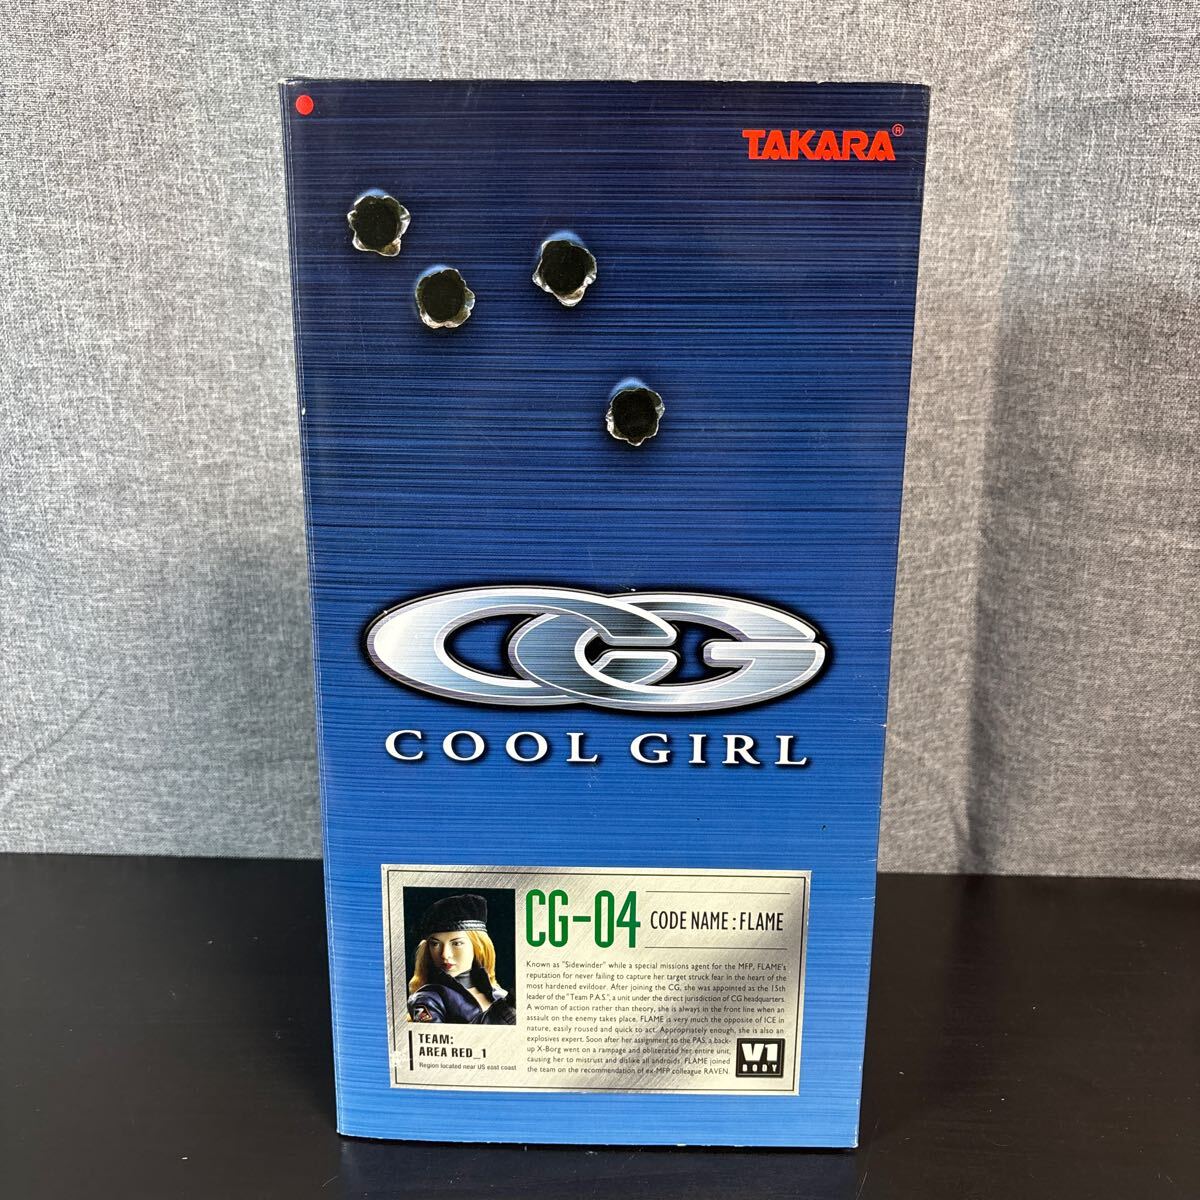 TAKARA®
CG
COOL GIRL
CG-04 CODE NAME : FLAME
Known as "Sidewinder" while a special missions agent for the MFP, FLAME's
reputation for never failing to capture her target struck fear in the heart of the
most hardened evildoer. After joining the CG, she was appointed as the 15th
leader of the "Team P.A.S.", a unit under the direct jurisdiction of CG headquarters.
A woman of action rather than theory, she is always in the front line when an
assault on the enemy takes place. FLAME is very much the opposite of ICE in
nature, easily roused and quick to act. Appropriately enough, she is also an
explosives expert. Soon after her assignment to the PAS, a back-
up X-Borg went on a rampage and obliterated her entire unit,
causing her to mistrust and dislike all androids. FLAME joined
the team on the recommendation of ex-MFP colleague RAVEN.
TEAM:
AREA RED_1
Region located near US east coast
V1
BODY